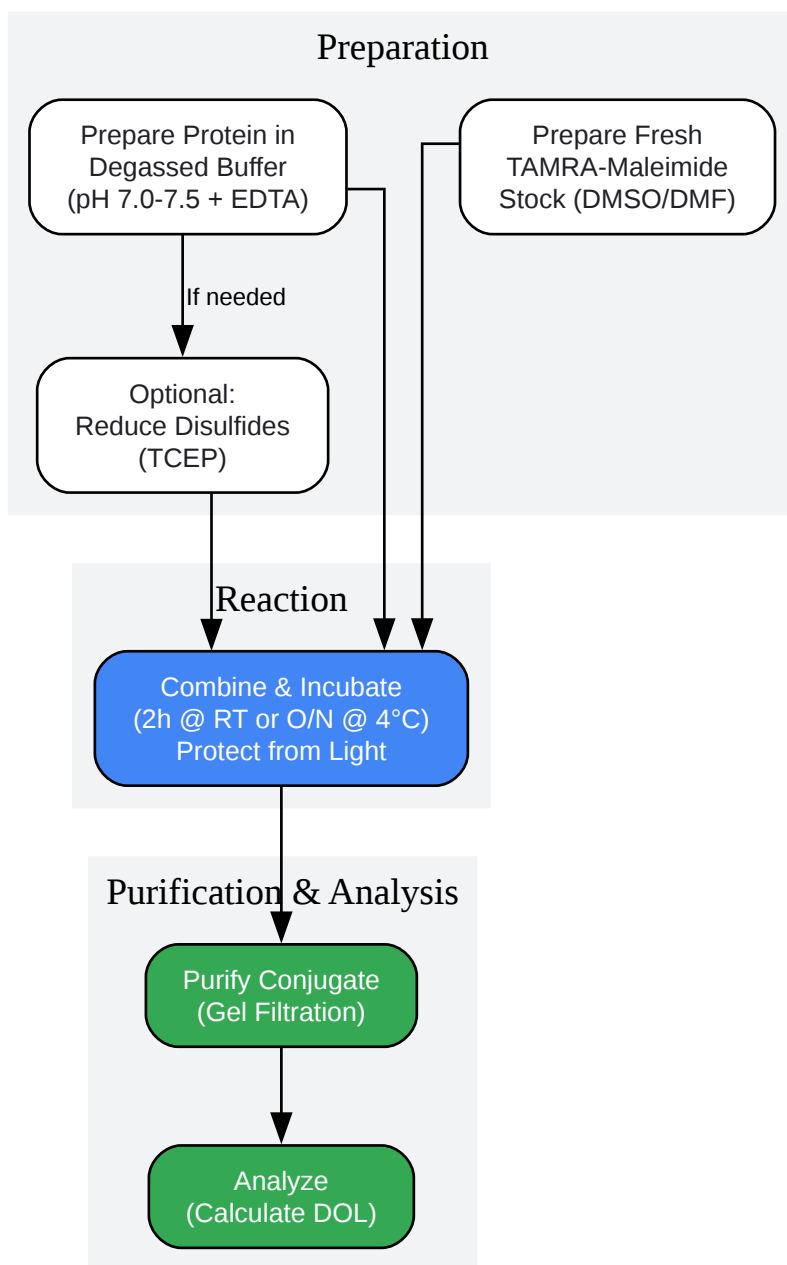 Preparation
Prepare Protein in
Degassed Buffer
(pH 7.0-7.5 + EDTA)
Prepare Fresh
TAMRA-Maleimide
Stock (DMSO/DMF)
If needed
Optional:
Reduce Disulfides
(TCEP)
Reaction
Combine & Incubate
(2h @ RT or O/N @ 4°C)
Protect from Light
Purification & Analysis
Purify Conjugate
(Gel Filtration)
Analyze
(Calculate DOL)